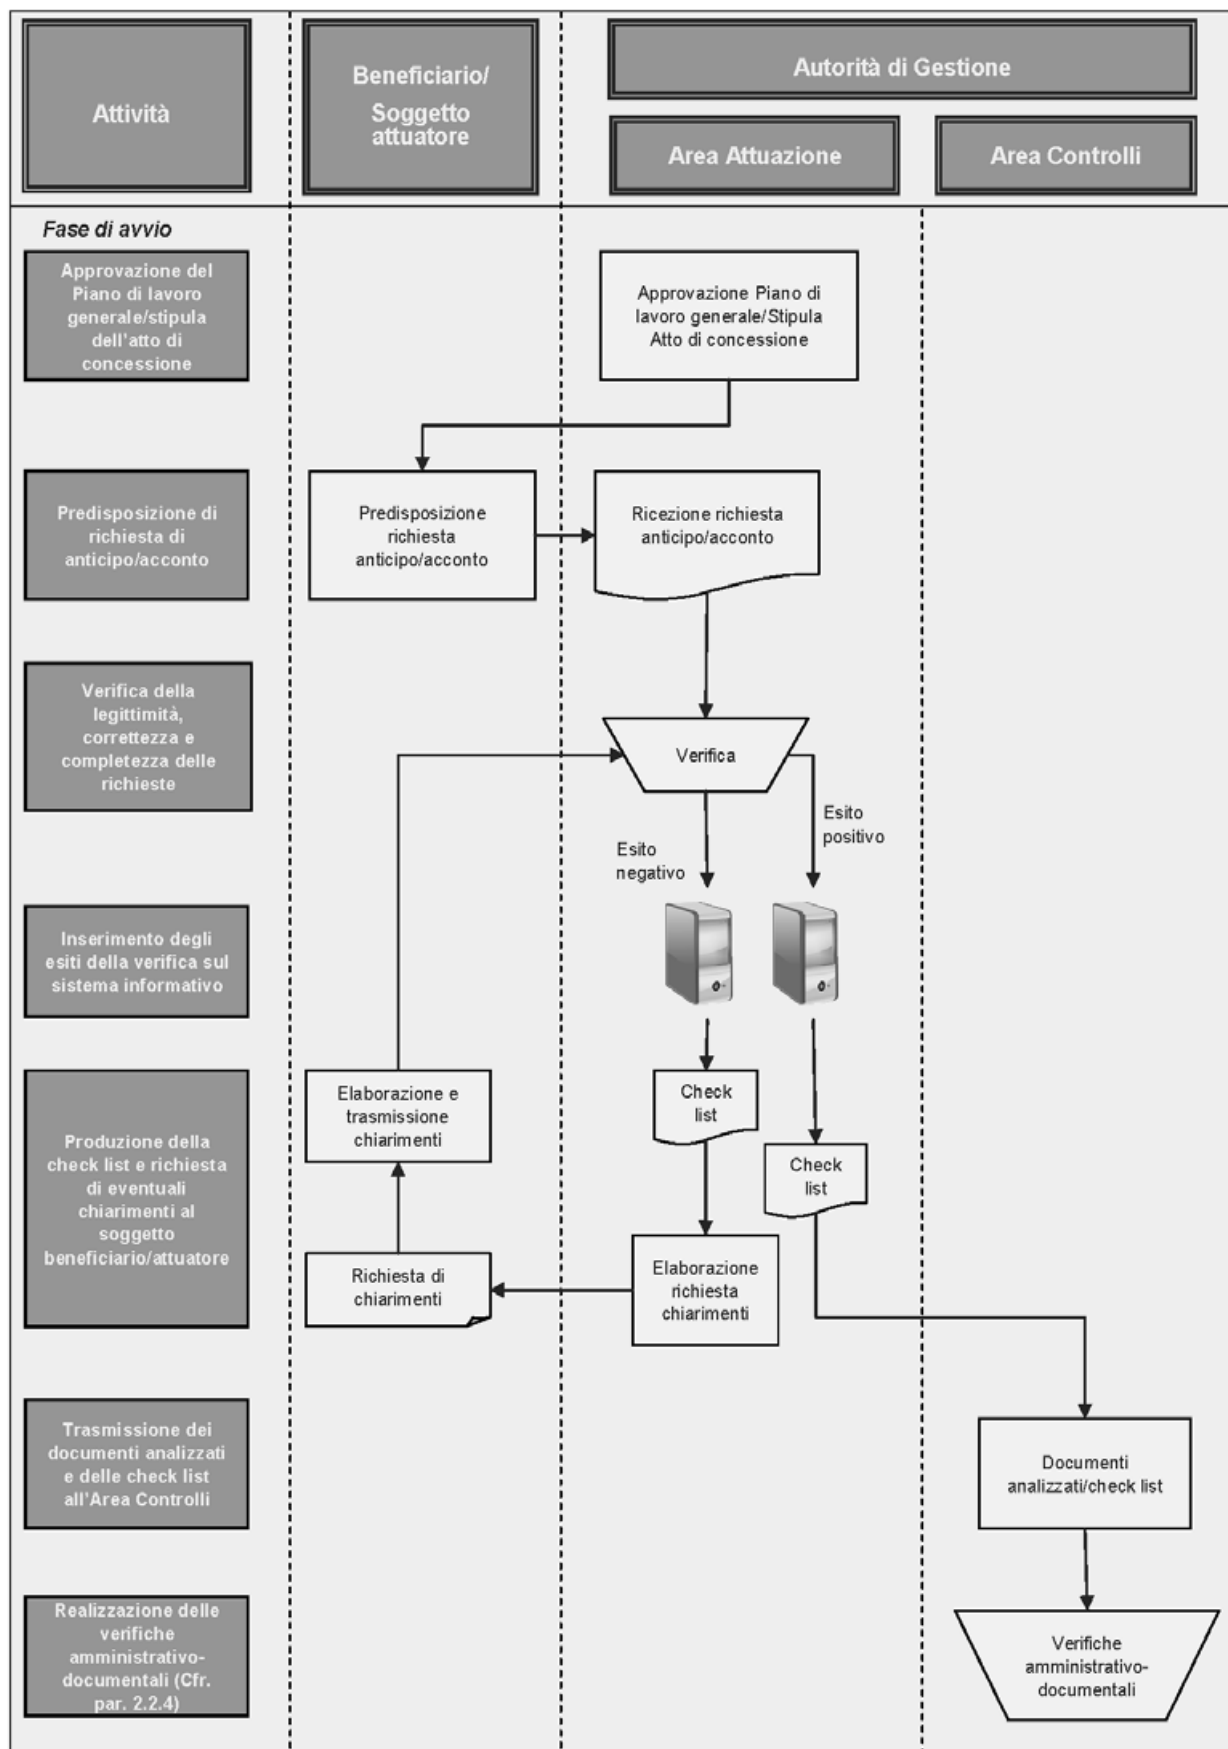 Attività
Beneficiario/
Soggetto
attuatore
Autorità di Gestione
Area Attuazione
Area Controlli
Fase di avvio
Approvazione del
Piano di lavoro
generale/stipula
dell'atto di
concessione
Approvazione Piano di
lavoro generale/Stipula
Atto di concessione
Predisposizione di
richiesta di
anticipo/acconto
Predisposizione
richiesta
anticipo/acconto
Ricezione richiesta
anticipo/acconto
Verifica della
legittimità,
correttezza e
completezza delle
richieste
Verifica
Esito
negativo
Esito
positivo
Inserimento degli
esiti della verifica sul
sistema informativo
Produzione della
check list e richiesta
di eventuali
chiarimenti al
soggetto
beneficiario/attuatore
Elaborazione e
trasmissione
chiarimenti
Check
list
Check
list
Richiesta di
chiarimenti
Elaborazione
richiesta
chiarimenti
Trasmissione dei
documenti analizzati
e delle check list
all'Area Controlli
Documenti
analizzati/check list
Realizzazione delle
verifiche
amministrativo-
documentali (Cfr.
par. 2.2.4)
Verifiche
amministrativo-
documentali